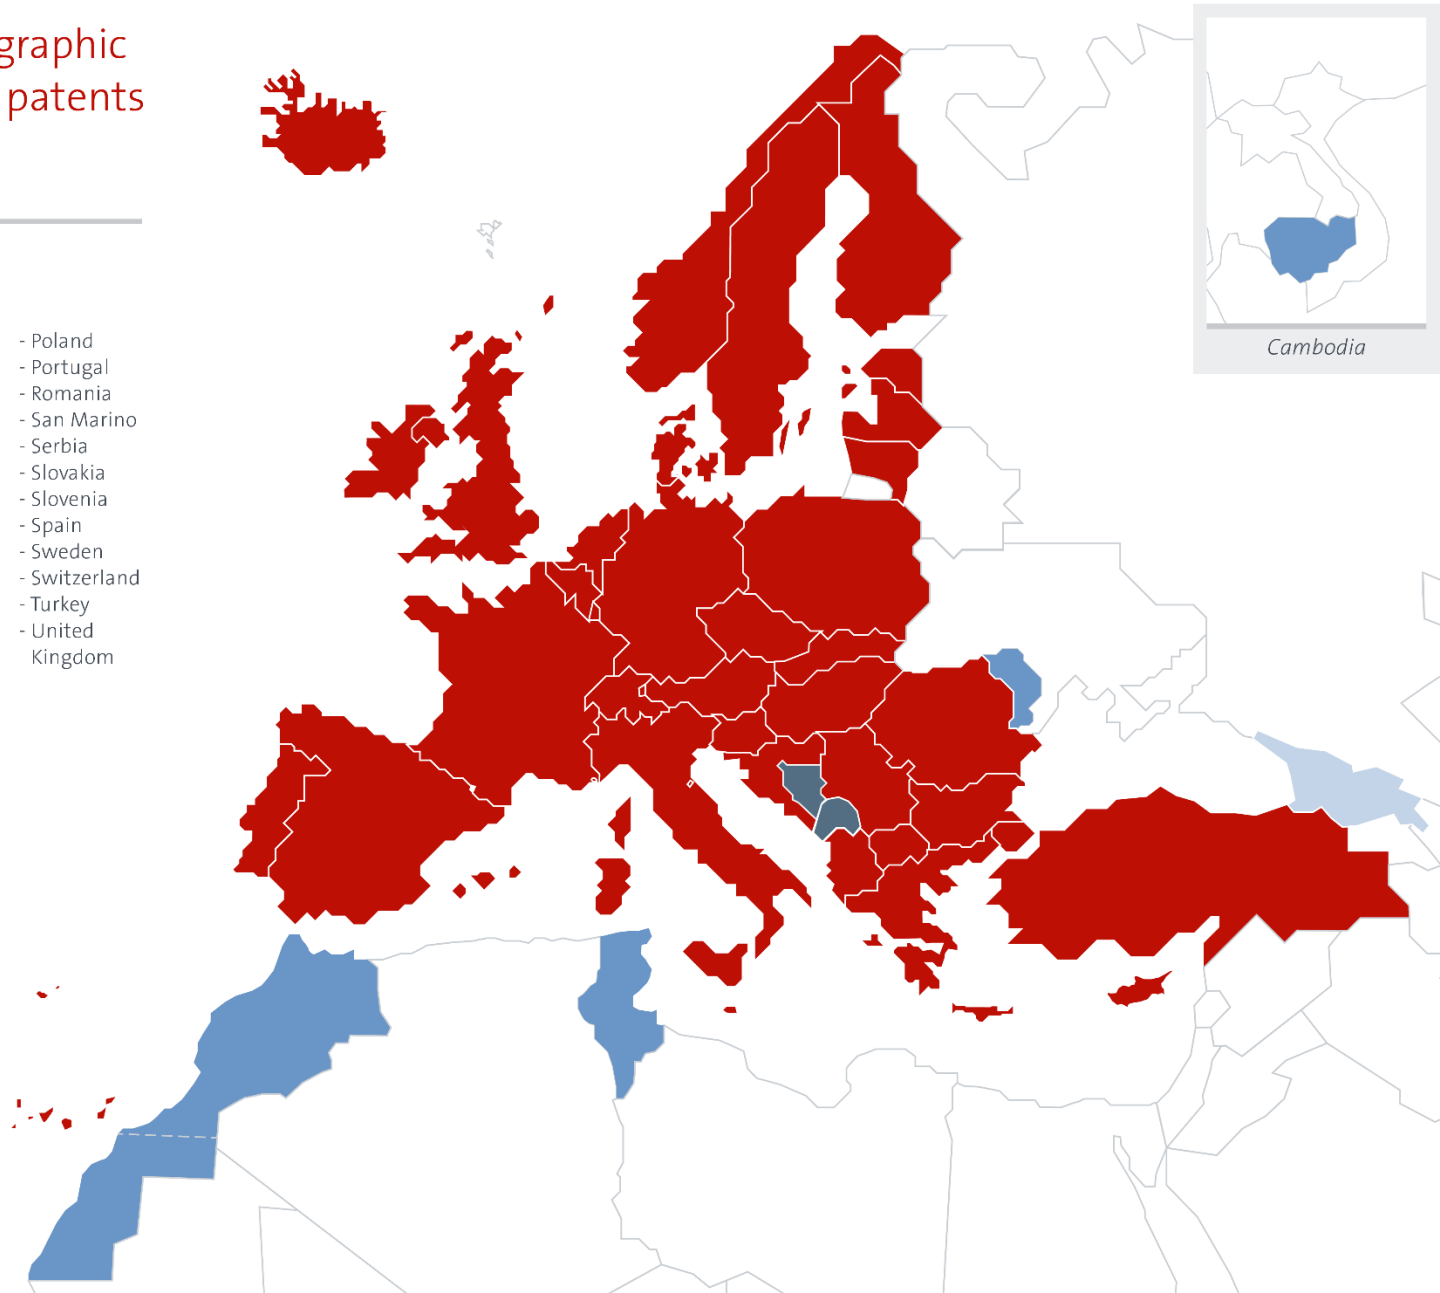 graphic
patents
- Poland
- Portugal
- Romania
- San Marino
- Serbia
- Slovakia
- Slovenia
- Spain
- Sweden
- Switzerland
- Turkey
- United
Kingdom
Cambodia